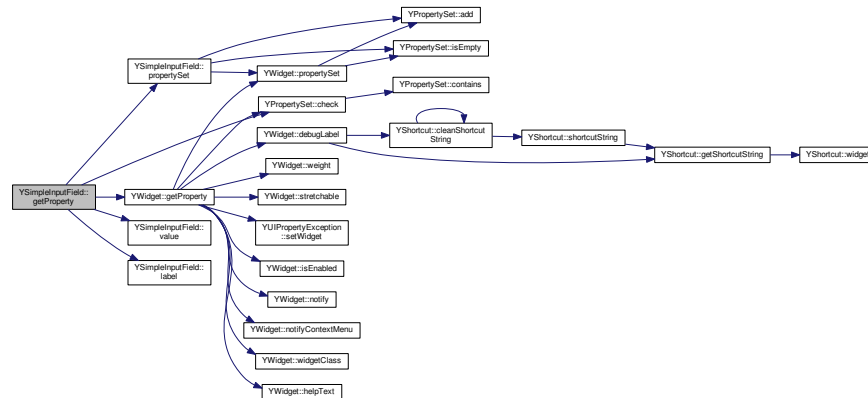 YPropertySet::add
YPropertySet::isEmpty
YSimpleInputField::
propertySet
YWidget::propertySet
YPropertySet::contains
YPropertySet::check
YWidget::debugLabel
YShortcut::cleanShortcut
String
YShortcut::shortcutString
YShortcut::getShortcutString
YShortcut::widget
YWidget::weight
YSimpleInputField::
getProperty
YWidget::getProperty
YWidget::stretchable
YSimpleInputField::
value
YUIPropertyException
::setWidget
YSimpleInputField::
label
YWidget::isEnabled
YWidget::notify
YWidget::notifyContextMenu
YWidget::widgetClass
YWidget::helpText